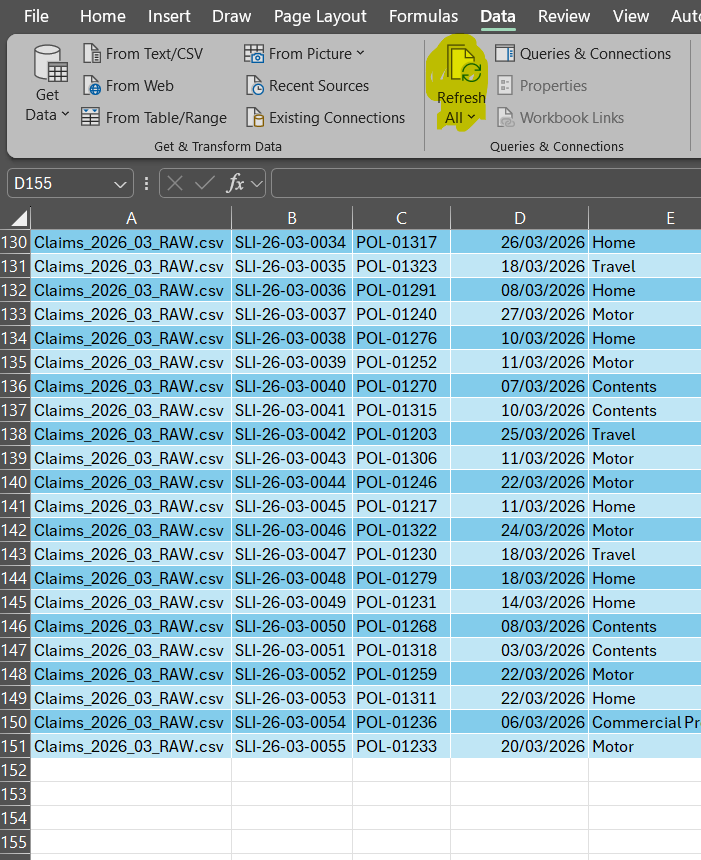 File Home Insert Draw Page Layout Formulas Data Review View Auto
From Text/CSV From Picture Queries & Connections
Get Data From Web Recent Sources Refresh All Properties
From Table/Range Existing Connections Workbook Links
Get & Transform Data Queries & Connections
D155 fx
A B C D E
130 Claims_2026_03_RAW.csv SLI-26-03-0034 POL-01317 26/03/2026 Home
131 Claims_2026_03_RAW.csv SLI-26-03-0035 POL-01323 18/03/2026 Travel
132 Claims_2026_03_RAW.csv SLI-26-03-0036 POL-01291 08/03/2026 Home
133 Claims_2026_03_RAW.csv SLI-26-03-0037 POL-01240 27/03/2026 Motor
134 Claims_2026_03_RAW.csv SLI-26-03-0038 POL-01276 10/03/2026 Home
135 Claims_2026_03_RAW.csv SLI-26-03-0039 POL-01252 11/03/2026 Motor
136 Claims_2026_03_RAW.csv SLI-26-03-0040 POL-01270 07/03/2026 Contents
137 Claims_2026_03_RAW.csv SLI-26-03-0041 POL-01315 10/03/2026 Contents
138 Claims_2026_03_RAW.csv SLI-26-03-0042 POL-01203 25/03/2026 Travel
139 Claims_2026_03_RAW.csv SLI-26-03-0043 POL-01306 11/03/2026 Motor
140 Claims_2026_03_RAW.csv SLI-26-03-0044 POL-01246 22/03/2026 Motor
141 Claims_2026_03_RAW.csv SLI-26-03-0045 POL-01217 11/03/2026 Home
142 Claims_2026_03_RAW.csv SLI-26-03-0046 POL-01322 24/03/2026 Motor
143 Claims_2026_03_RAW.csv SLI-26-03-0047 POL-01230 18/03/2026 Travel
144 Claims_2026_03_RAW.csv SLI-26-03-0048 POL-01279 18/03/2026 Home
145 Claims_2026_03_RAW.csv SLI-26-03-0049 POL-01231 14/03/2026 Home
146 Claims_2026_03_RAW.csv SLI-26-03-0050 POL-01268 08/03/2026 Contents
147 Claims_2026_03_RAW.csv SLI-26-03-0051 POL-01318 03/03/2026 Contents
148 Claims_2026_03_RAW.csv SLI-26-03-0052 POL-01259 22/03/2026 Motor
149 Claims_2026_03_RAW.csv SLI-26-03-0053 POL-01311 22/03/2026 Home
150 Claims_2026_03_RAW.csv SLI-26-03-0054 POL-01236 06/03/2026 Commercial Pr
151 Claims_2026_03_RAW.csv SLI-26-03-0055 POL-01233 20/03/2026 Motor
152
153
154
155